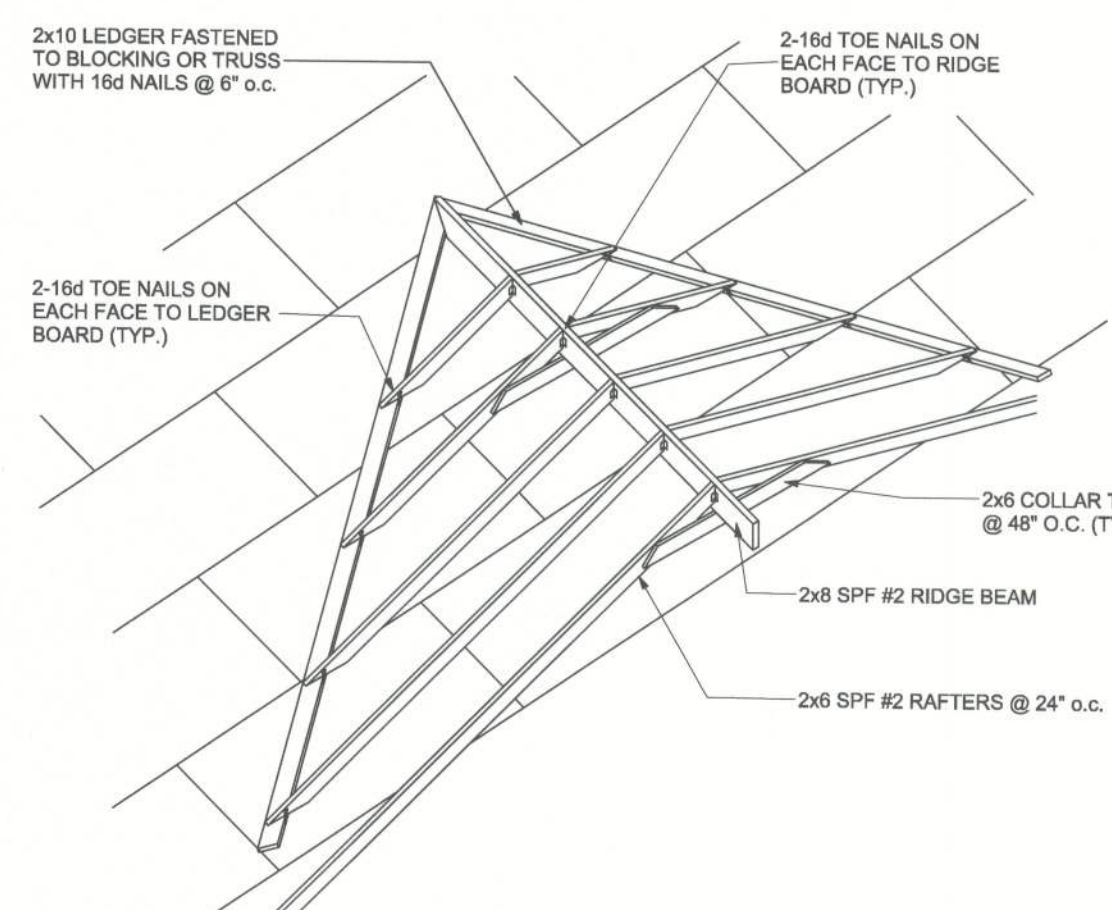 2x10 LEDGER FASTENED
TO BLOCKING OR TRUSS
WITH 16d NAILS @ 6" o.c.
2-16d TOE NAILS ON
EACH FACE TO RIDGE
BOARD (TYP.)
2-16d TOE NAILS ON
EACH FACE TO LEDGER
BOARD (TYP.)
2x6 COLLAR
@ 48" O.C.
2x8 SPF #2 RIDGE BEAM
2x6 SPF #2 RAFTERS @ 24" o.c.